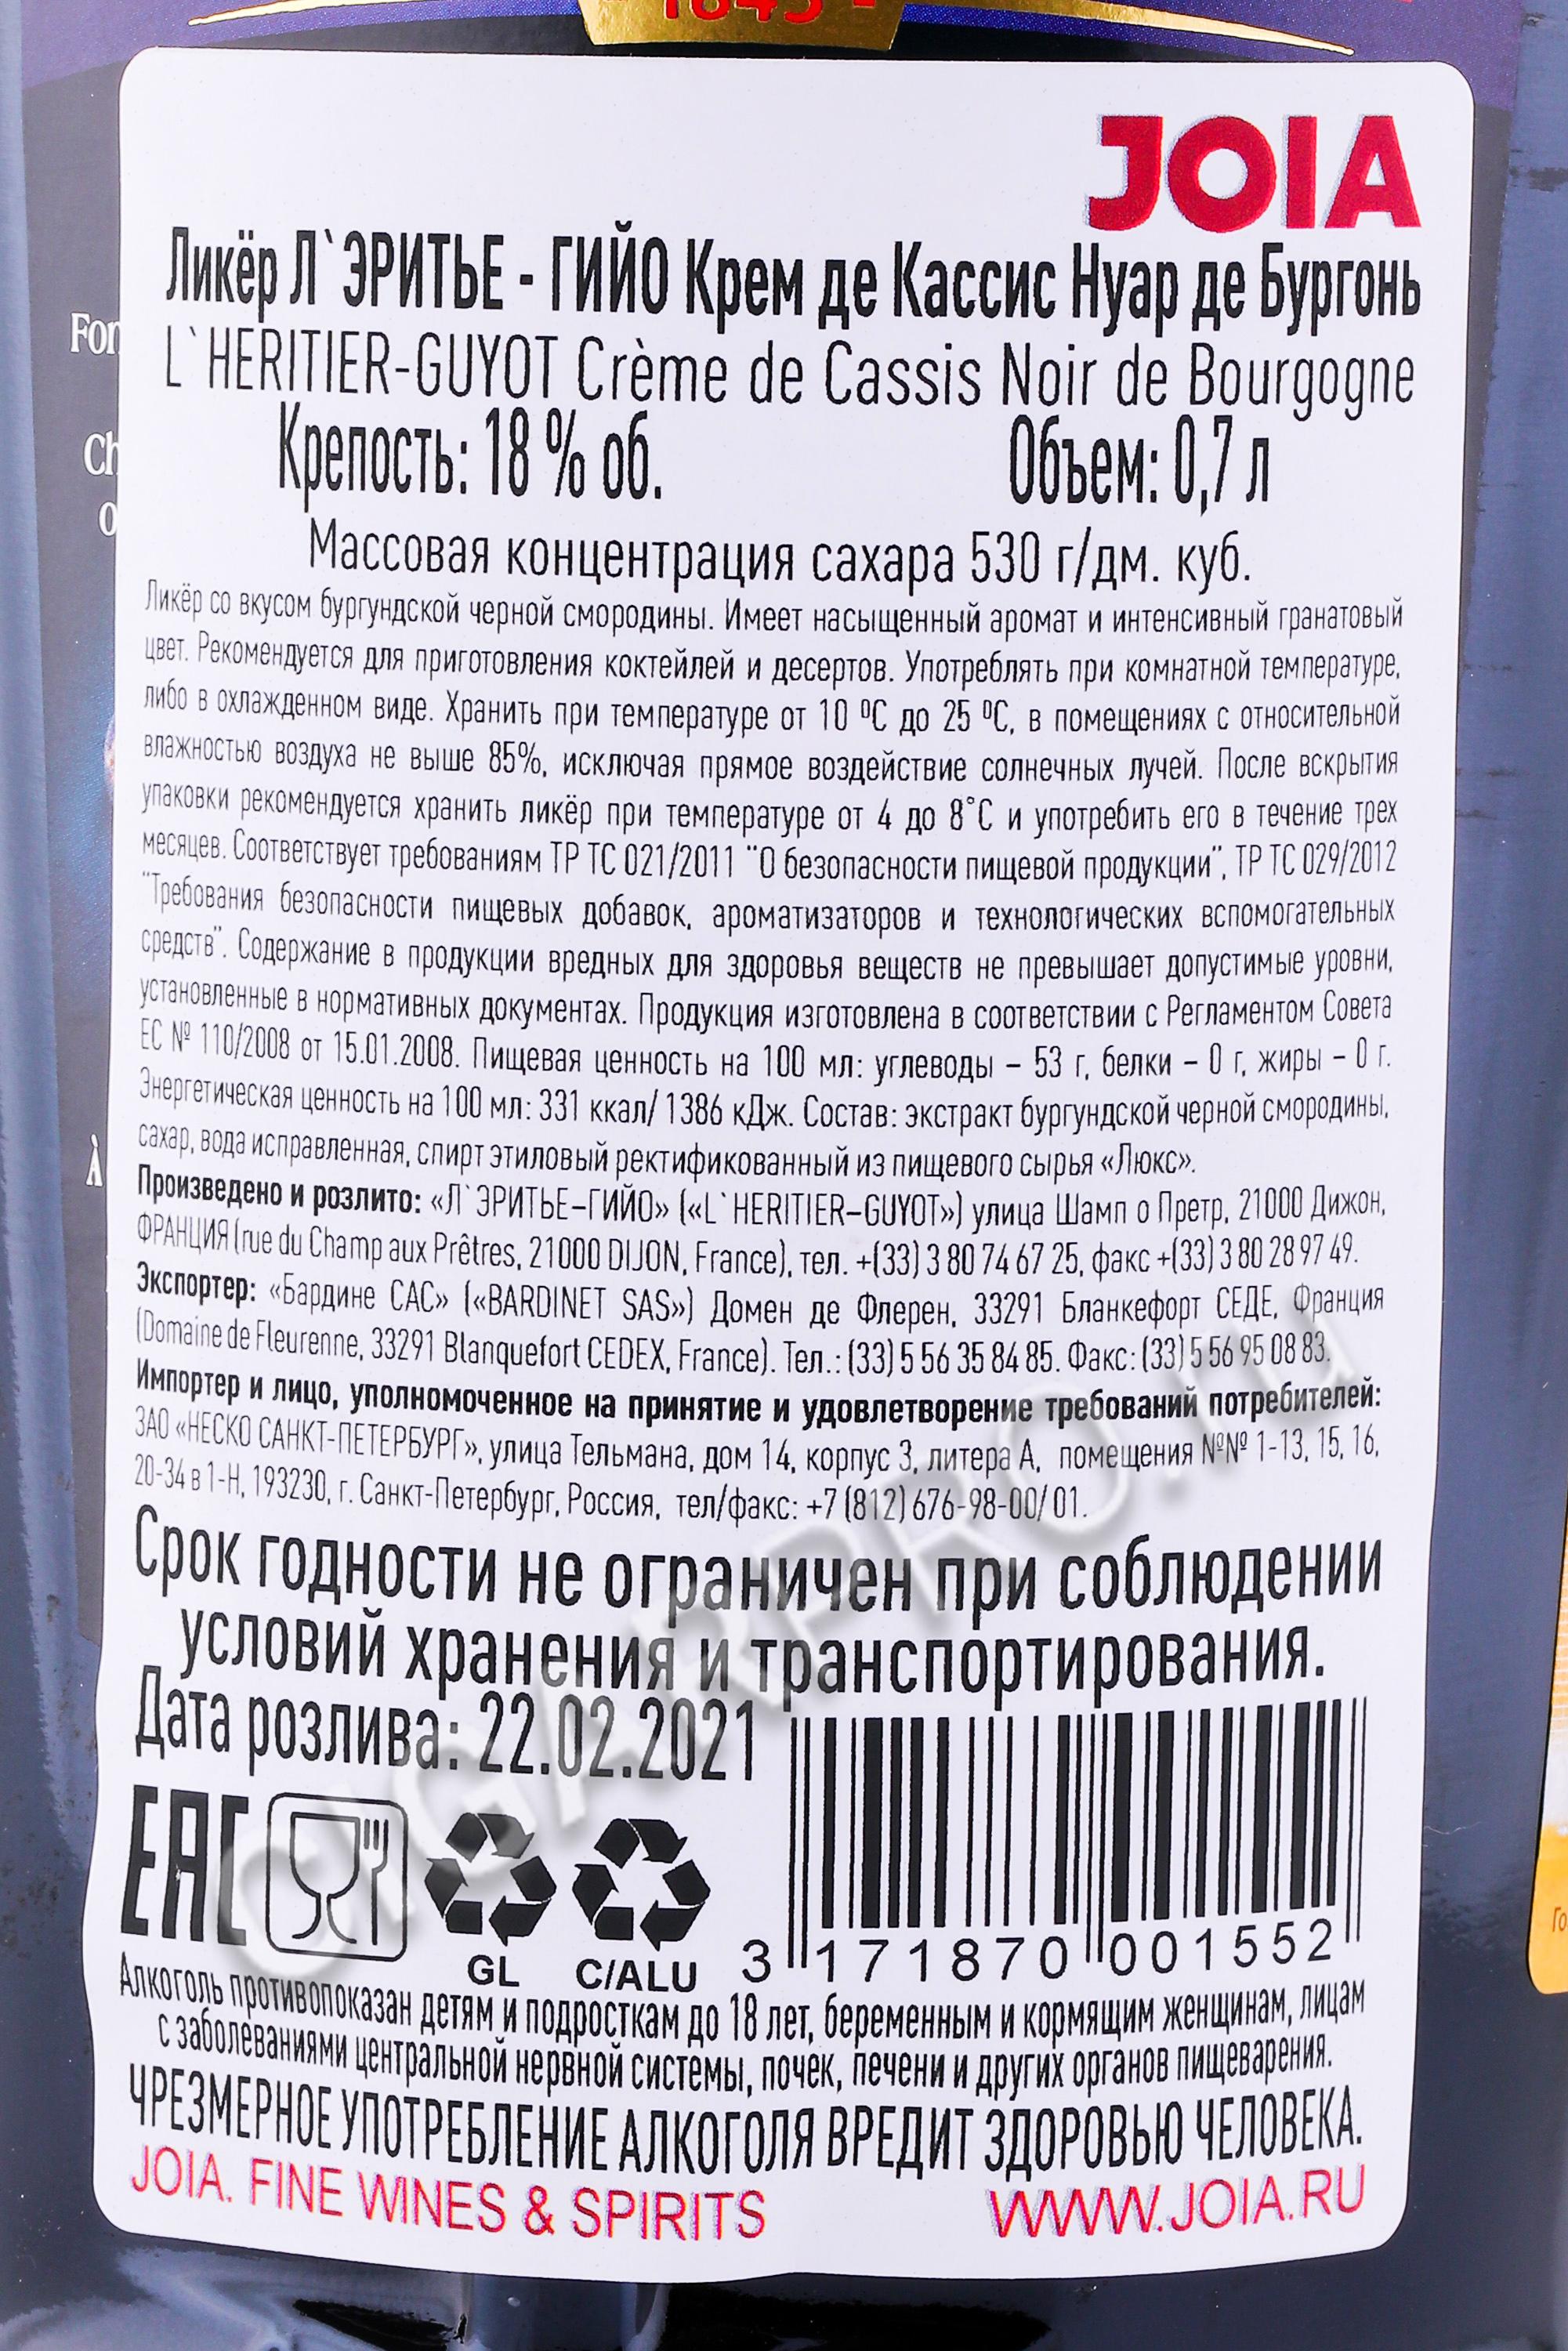 1845 -
JOIA
Ликёр Л`ЭРИТЬЕ - ГИЙО Крем де Кассис Нуар де Бургонь
L`HERITIER-GUYOT Crème de Cassis Noir de Bourgogne
Крепость: 18 % об. Объем: 0,7 л
Массовая концентрация сахара 530 г/дм. куб.
Ликёр со вкусом бургундской черной смородины. Имеет насыщенный аромат и интенсивный гранатовый
цвет. Рекомендуется для приготовления коктейлей и десертов. Употреблять при комнатной температуре,
либо в охлажденном виде. Хранить при температуре от 10 ºС до 25 ºС, в помещениях с относительной
влажностью воздуха не выше 85%, исключая прямое воздействие солнечных лучей. После вскрытия
упаковки рекомендуется хранить ликёр при температуре от 4 до 8°С и употребить его в течение трех
месяцев. Соответствует требованиям ТР ТС 021/2011 "О безопасности пищевой продукции", ТР ТС 029/2012
"Требования безопасности пищевых добавок, ароматизаторов и технологических вспомогательных
средств". Содержание в продукции вредных для здоровья веществ не превышает допустимые уровни,
установленные в нормативных документах. Продукция изготовлена в соответствии с Регламентом Совета
ЕС № 110/2008 от 15.01.2008. Пищевая ценность на 100 мл: углеводы – 53 г, белки – 0 г, жиры – 0 г.
Энергетическая ценность на 100 мл: 331 ккал/ 1386 кДж. Состав: экстракт бургундской черной смородины,
сахар, вода исправленная, спирт этиловый ректификованный из пищевого сырья «Люкс».
Произведено и розлито: «Л`ЭРИТЬЕ–ГИЙО» («L`HERITIER–GUYOT») улица Шамп о Претр, 21000 Дижон,
ФРАНЦИЯ (rue du Champ aux Prêtres, 21000 DIJON, France), тел. +(33) 3 80 74 67 25, факс +(33) 3 80 28 97 49.
Экспортер: «Бардине САС» («BARDINET SAS») Домен де Флерен, 33291 Бланкефорт СЕДЕ, Франция
(Domaine de Fleurenne, 33291 Blanquefort CEDEX, France). Тел.: (33) 5 56 35 84 85. Факс: (33) 5 56 95 08 83.
Импортер и лицо, уполномоченное на принятие и удовлетворение требований потребителей:
ЗАО «НЕСКО САНКТ-ПЕТЕРБУРГ», улица Тельмана, дом 14, корпус 3, литера А, помещения №№ 1-13, 15, 16,
20-34 в 1-Н, 193230, г. Санкт-Петербург, Россия, тел/факс: +7 (812) 676-98-00/ 01.
Срок годности не ограничен при соблюдении
условий хранения и транспортирования.
Дата розлива: 22.02.2021
EAC
GL C/ALU 3 171870 001552
Алкоголь противопоказан детям и подросткам до 18 лет, беременным и кормящим женщинам, лицам
с заболеваниями центральной нервной системы, почек, печени и других органов пищеварения.
ЧРЕЗМЕРНОЕ УПОТРЕБЛЕНИЕ АЛКОГОЛЯ ВРЕДИТ ЗДОРОВЬЮ ЧЕЛОВЕКА.
JOIA. FINE WINES & SPIRITS WWW.JOIA.RU
CIGARPRO.ru
À